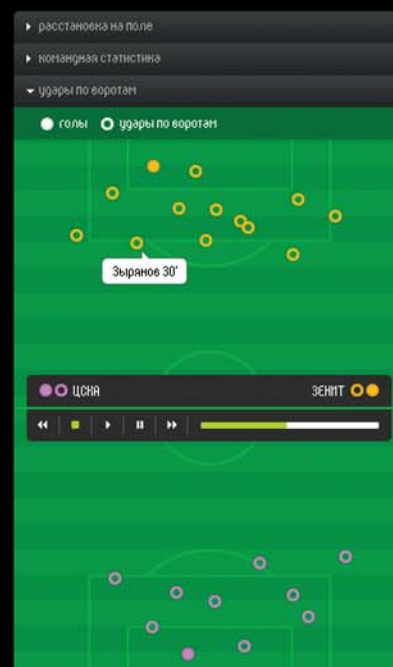 расстановка на поле
командная статистика
удары по воротам
голы удары по воротам
Зырянов 30'
ЦСКА ЗЕНИТ